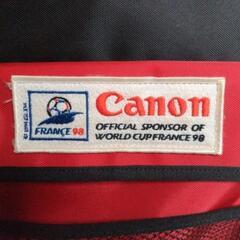 FRANCE 98
Canon
OFFICIAL SPONSOR OF
WORLD CUP FRANCE 98